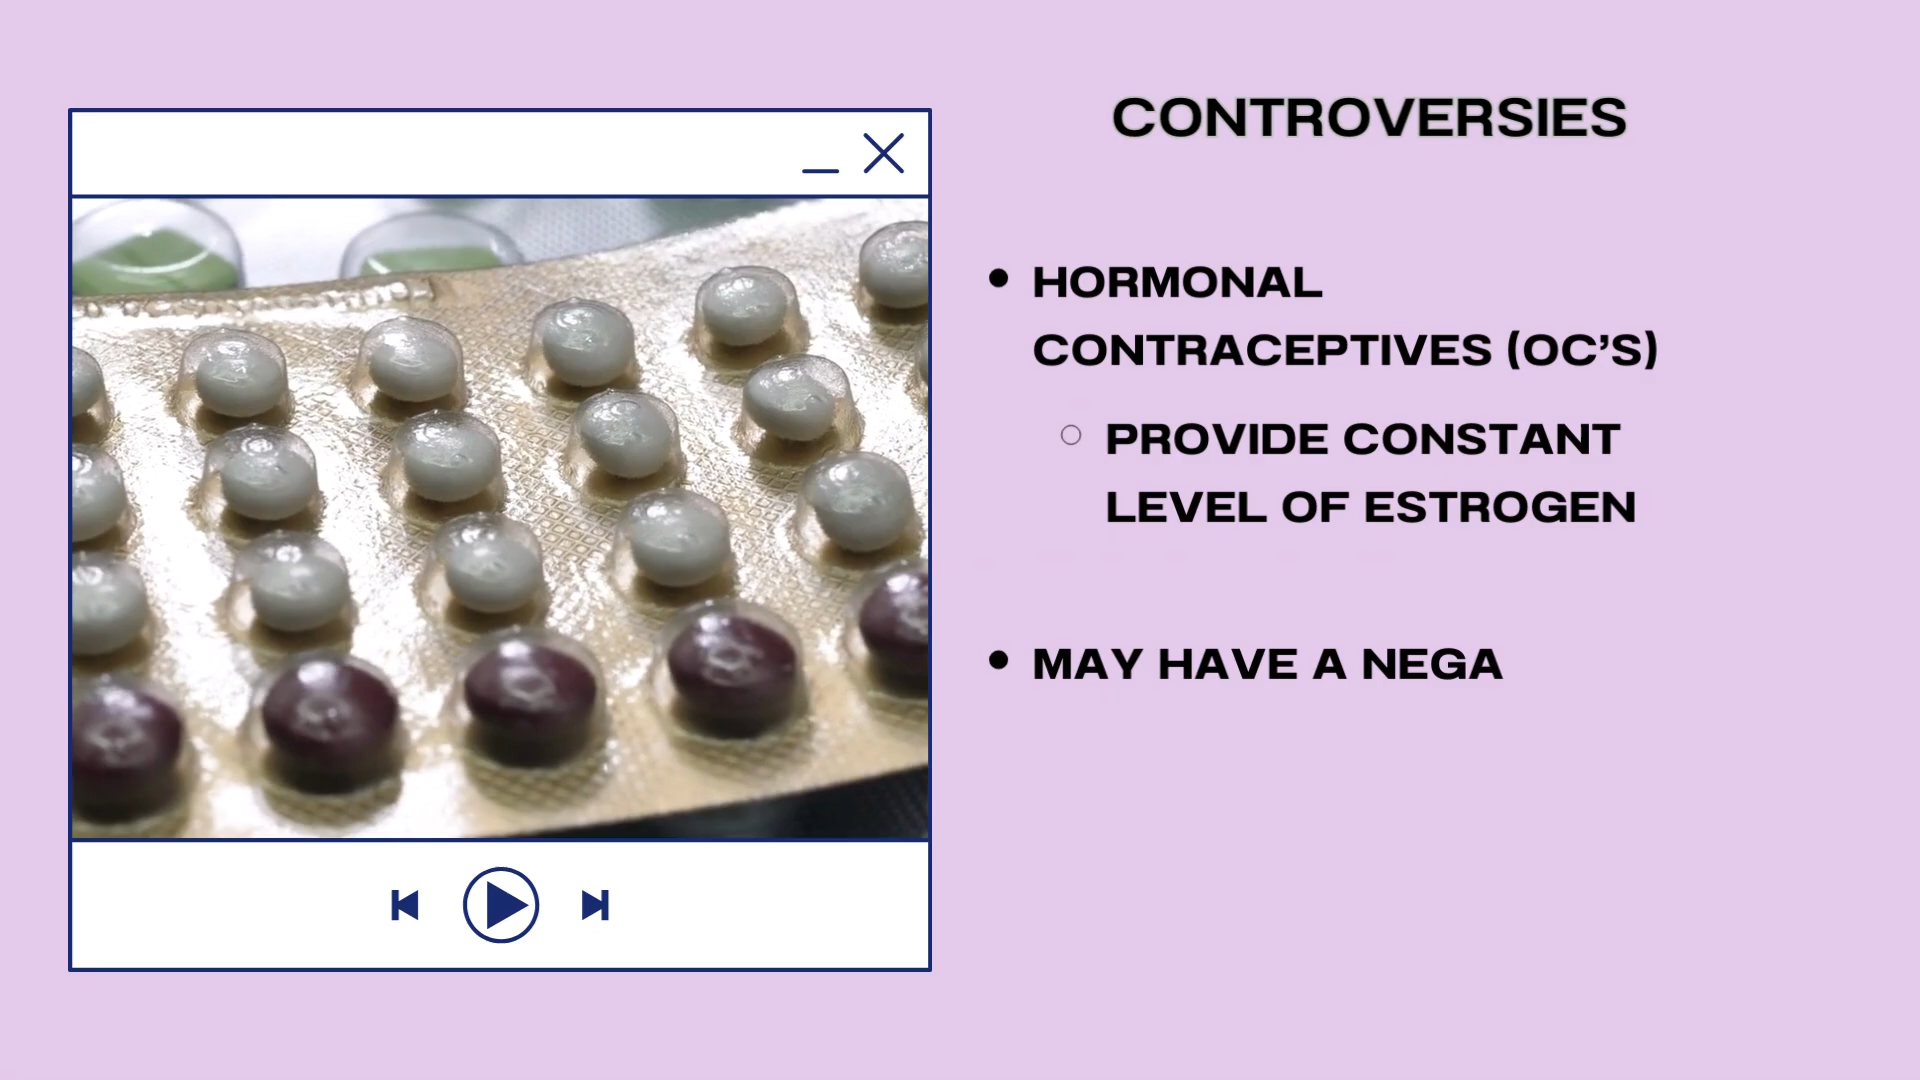 CONTROVERSIES
HORMONAL
CONTRACEPTIVES (OC’S)
PROVIDE CONSTANT
LEVEL OF ESTROGEN
MAY HAVE A NEGA